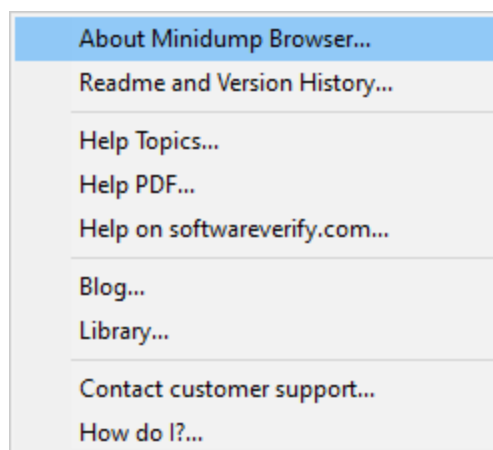 About Minidump Browser...
Readme and Version History...
Help Topics...
Help PDF...
Help on softwareverify.com...
Blog...
Library...
Contact customer support...
How do I?...